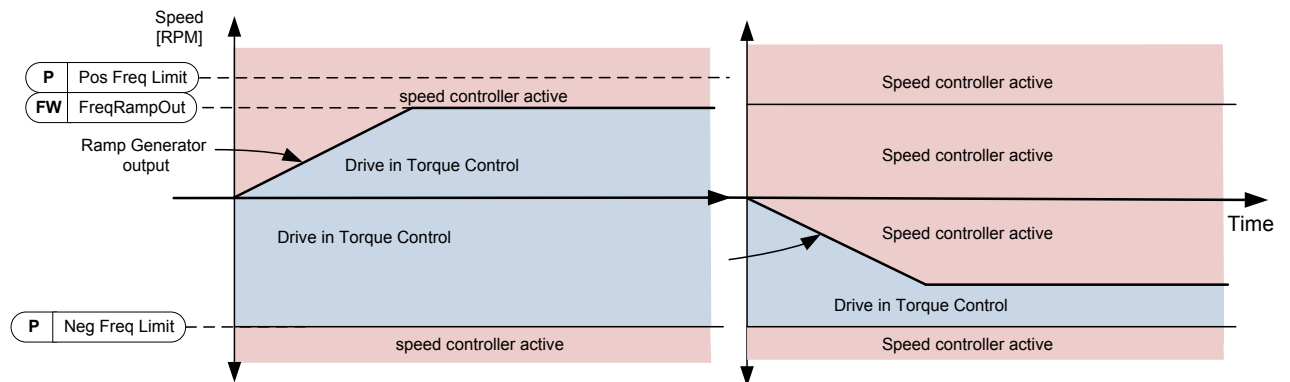 Speed
[RPM]
P Pos Freq Limit
FW FreqRampOut
Ramp Generator
output
speed controller active
Drive in Torque Control
Drive in Torque Control
P Neg Freq Limit
speed controller active
Speed controller active
Speed controller active
Speed controller active
Time
Drive in Torque Control
Speed controller active